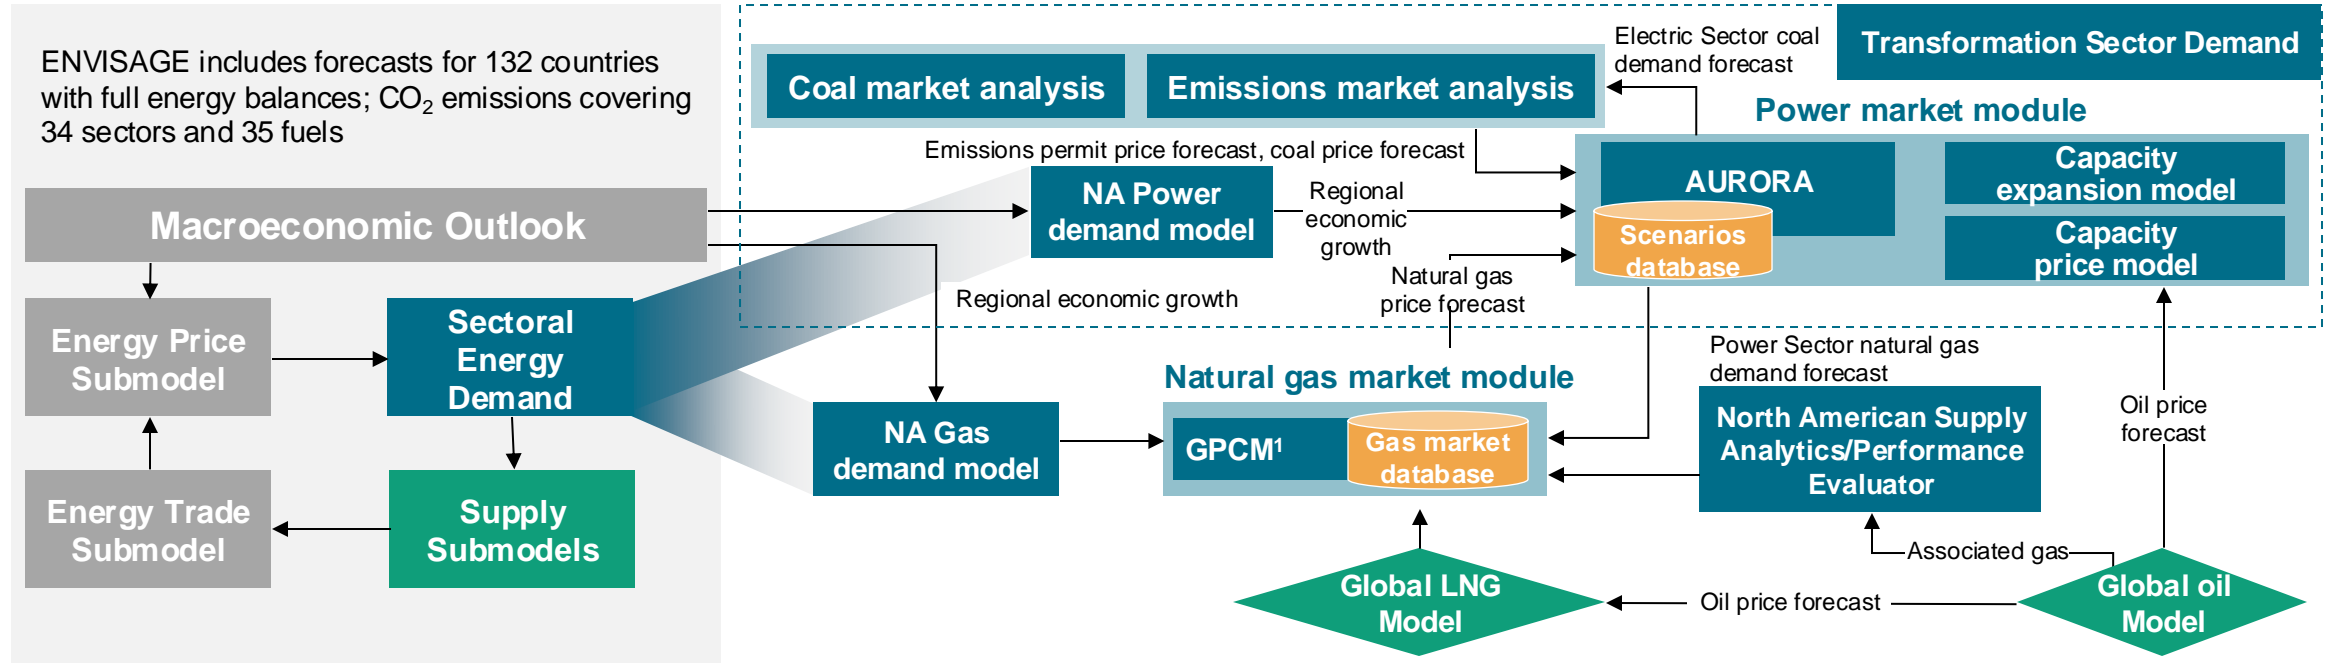 ENVISAGE includes forecasts for 132 countries
with full energy balances; CO₂ emissions covering
34 sectors and 35 fuels
Macroeconomic Outlook
Energy Price
Submodel
Sectoral
Energy
Demand
Energy Trade
Submodel
Supply
Submodels
Transformation Sector Demand
Electric Sector coal
demand forecast
Coal market analysis
Emissions market analysis
Power market module
Emissions permit price forecast, coal price forecast
NA Power
demand model
Regional
economic
growth
AURORA
Scenarios
database
Capacity
expansion model
Capacity
price model
Natural gas
price forecast
Regional economic growth
Power Sector natural gas
demand forecast
Natural gas market module
NA Gas
demand model
GPCM¹
Gas market
database
North American Supply
Analytics/Performance
Evaluator
Oil price
forecast
Associated gas
Global LNG
Model
Oil price forecast
Global oil
Model